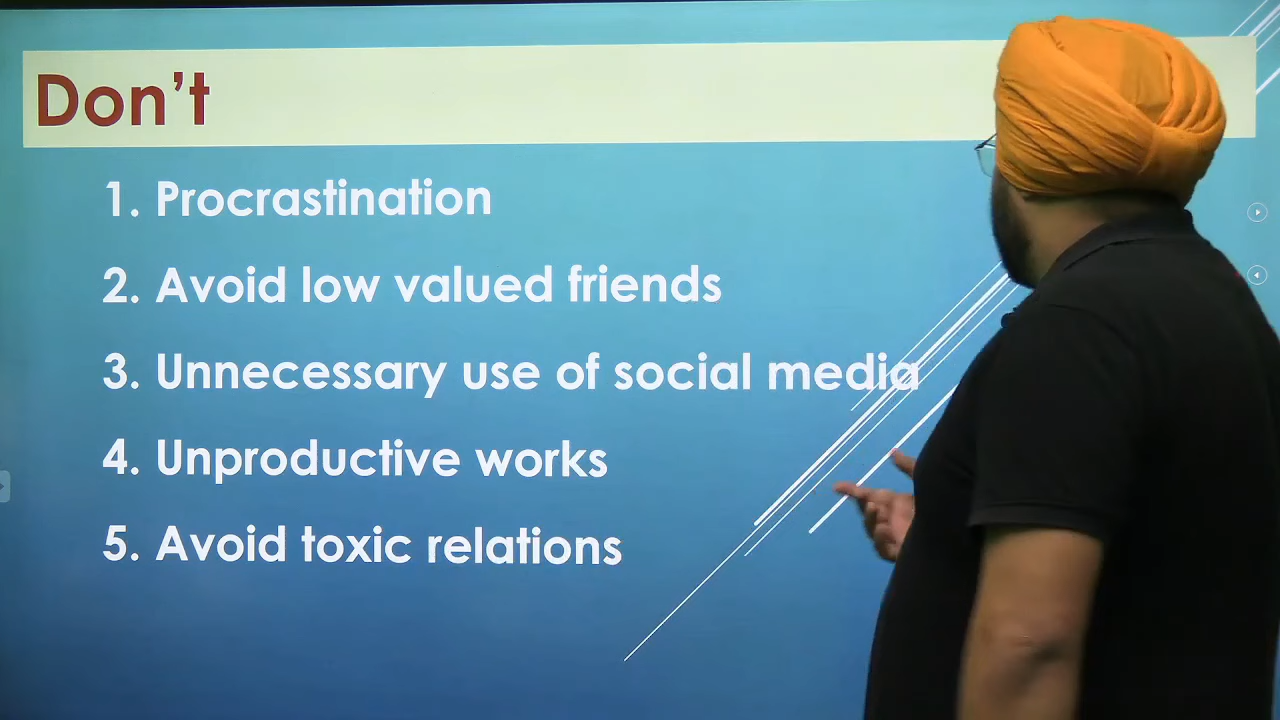 Don't
1. Procrastination
2. Avoid low valued friends
3. Unnecessary use of social media
4. Unproductive works
5. Avoid toxic relations